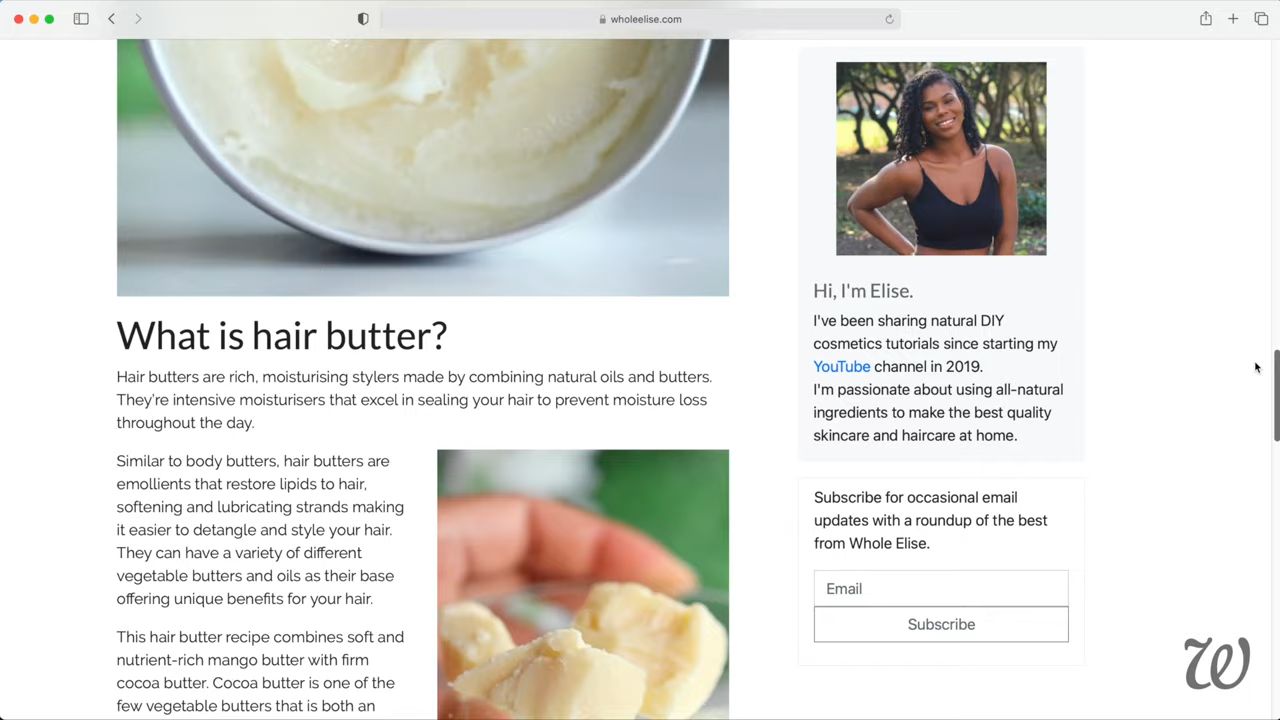 wholeelise.com
What is hair butter?
Hair butters are rich, moisturising stylers made by combining natural oils and butters.
They're intensive moisturisers that excel in sealing your hair to prevent moisture loss
throughout the day.
Similar to body butters, hair butters are
emollients that restore lipids to hair,
softening and lubricating strands making
it easier to detangle and style your hair.
They can have a variety of different
vegetable butters and oils as their base
offering unique benefits for your hair.
This hair butter recipe combines soft and
nutrient-rich mango butter with firm
cocoa butter. Cocoa butter is one of the
few vegetable butters that is both an
Hi, I'm Elise.
I've been sharing natural DIY
cosmetics tutorials since starting my
YouTube channel in 2019.
I'm passionate about using all-natural
ingredients to make the best quality
skincare and haircare at home.
Subscribe for occasional email
updates with a roundup of the best
from Whole Elise.
Email
Subscribe
w